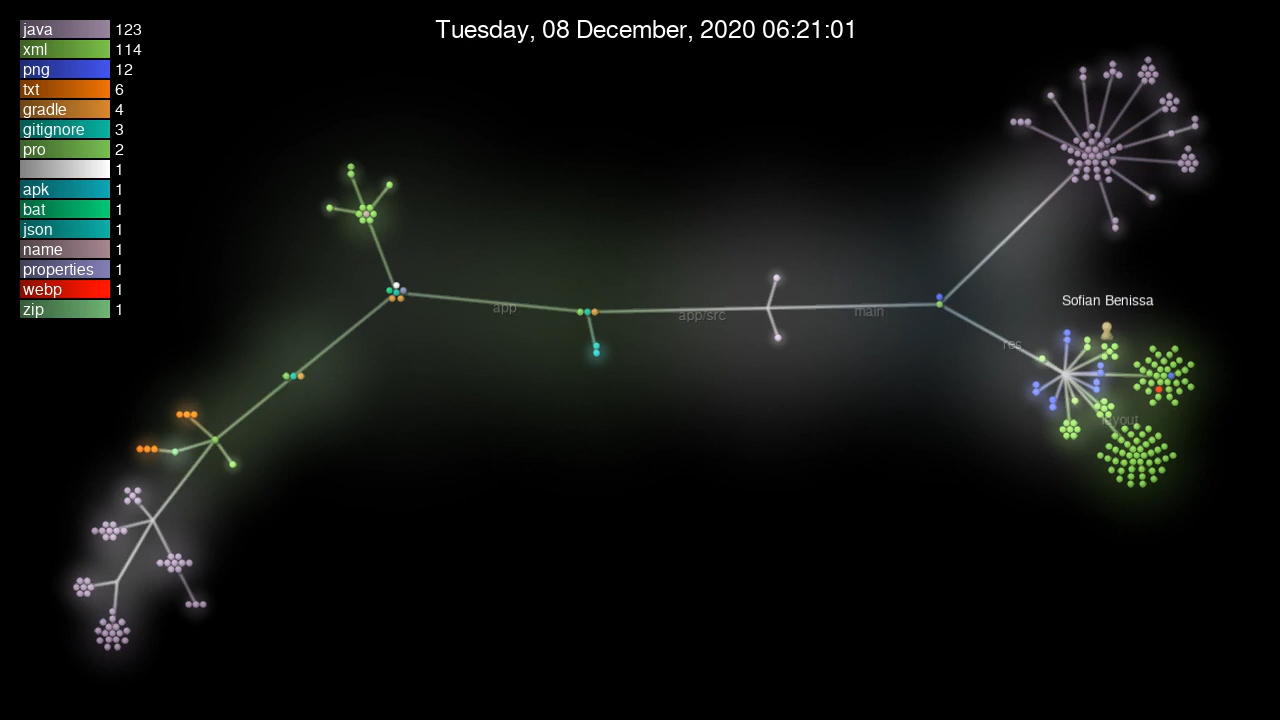 Tuesday, 08 December, 2020 06:21:01
java 123
xml 114
png 12
txt 6
gradle 4
gitignore 3
pro 2
1
apk 1
bat 1
json 1
name 1
properties 1
webp 1
zip 1
app
app/src
main
Sofian Benissa
res
layout